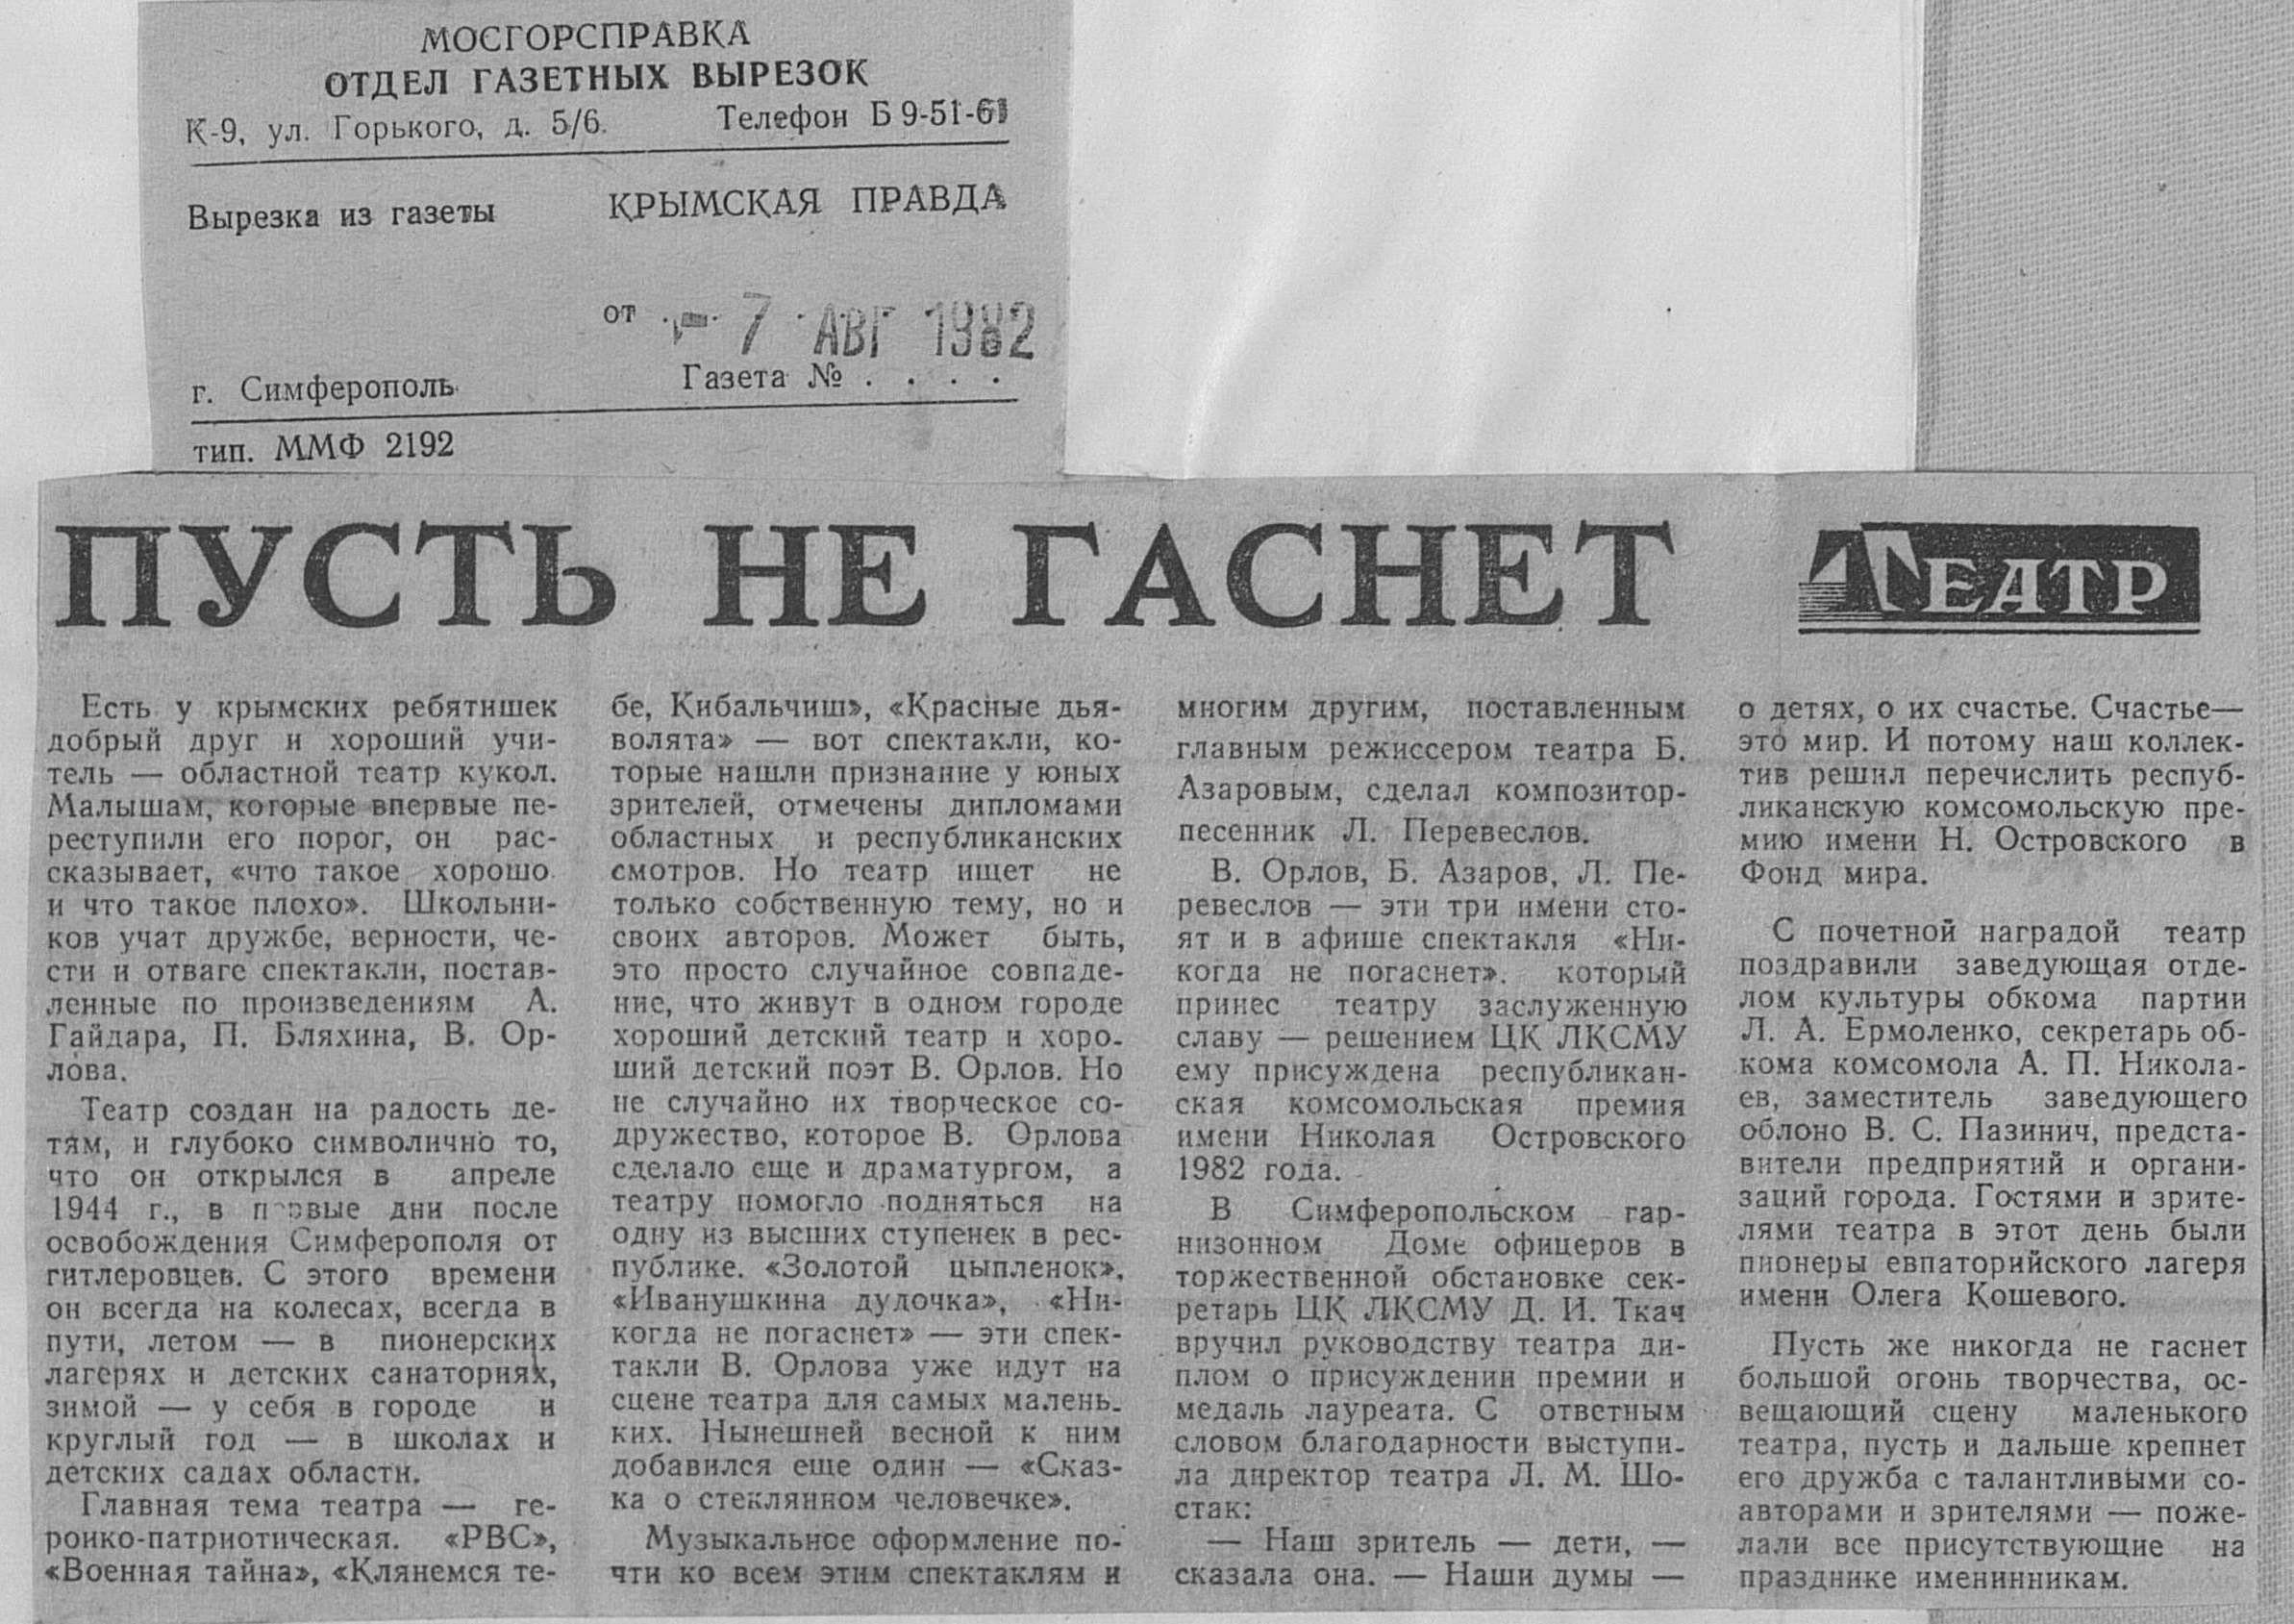 МОСГОРСПРАВКА
ОТДЕЛ ГАЗЕТНЫХ ВЫРЕЗОК
К-9, ул. Горького, д. 5/6. Телефон Б 9-51-61
Вырезка из газеты КРЫМСКАЯ ПРАВДА
от 7 АВГ 1982
г. Симферополь Газета № . . . .
тип. ММФ 2192
ПУСТЬ НЕ ГАСНЕТ
ТЕАТР
Есть у крымских ребятишек
добрый друг и хороший учи-
тель — областной театр кукол.
Малышам, которые впервые пе-
реступили его порог, он рас-
сказывает, «что такое хорошо
и что такое плохо». Школьни-
ков учат дружбе, верности, че-
сти и отваге спектакли, постав-
ленные по произведениям А.
Гайдара, П. Бляхина, В. Ор-
лова.
Театр создан на радость де-
тям, и глубоко символично то,
что он открылся в апреле
1944 г., в первые дни после
освобождения Симферополя от
гитлеровцев. С этого времени
он всегда на колесах, всегда в
пути, летом — в пионерских
лагерях и детских санаториях,
зимой — у себя в городе и
круглый год — в школах и
детских садах области.
Главная тема театра — ге-
роико-патриотическая. «РВС»,
«Военная тайна», «Клянемся те-
бе, Кибальчиш», «Красные дья-
волята» — вот спектакли, ко-
торые нашли признание у юных
зрителей, отмечены дипломами
областных и республиканских
смотров. Но театр ищет не
только собственную тему, но и
своих авторов. Может быть,
это просто случайное совпаде-
ние, что живут в одном городе
хороший детский театр и хоро-
ший детский поэт В. Орлов. Но
не случайно их творческое со-
дружество, которое В. Орлова
сделало еще и драматургом, а
театру помогло подняться на
одну из высших ступенек в рес-
публике. «Золотой цыпленок»,
«Иванушкина дудочка», «Ни-
когда не погаснет» — эти спек-
такли В. Орлова уже идут на
сцене театра для самых малень-
ких. Нынешней весной к ним
добавился еще один — «Сказ-
ка о стеклянном человечке».
Музыкальное оформление по-
чти ко всем этим спектаклям и
многим другим, поставленным
главным режиссером театра Б.
Азаровым, сделал композитор-
песенник Л. Перевеслов.
В. Орлов, Б. Азаров, Л. Пе-
ревеслов — эти три имени сто-
ят и в афише спектакля «Ни-
когда не погаснет». который
принес театру заслуженную
славу — решением ЦК ЛКСМУ
ему присуждена республикан-
ская комсомольская премия
имени Николая Островского
1982 года.
В Симферопольском гар-
низонном Доме офицеров в
торжественной обстановке сек-
ретарь ЦК ЛКСМУ Д. И. Ткач
вручил руководству театра ди-
плом о присуждении премии и
медаль лауреата. С ответным
словом благодарности выступи-
ла директор театра Л. М. Шо-
стак:
— Наш зритель — дети, —
сказала она. — Наши думы —
о детях, о их счастье. Счастье—
это мир. И потому наш коллек-
тив решил перечислить респуб-
ликанскую комсомольскую пре-
мию имени Н. Островского в
Фонд мира.
С почетной наградой театр
поздравили заведующая отде-
лом культуры обкома партии
Л. А. Ермоленко, секретарь об-
кома комсомола А. П. Никола-
ев, заместитель заведующего
облоно В. С. Пазинич, предста-
вители предприятий и органи-
заций города. Гостями и зрите-
лями театра в этот день были
пионеры евпаторийского лагеря
имени Олега Кошевого.
Пусть же никогда не гаснет
большой огонь творчества, ос-
вещающий сцену маленького
театра, пусть и дальше крепнет
его дружба с талантливыми со-
авторами и зрителями — поже-
лали все присутствующие на
празднике именинникам.